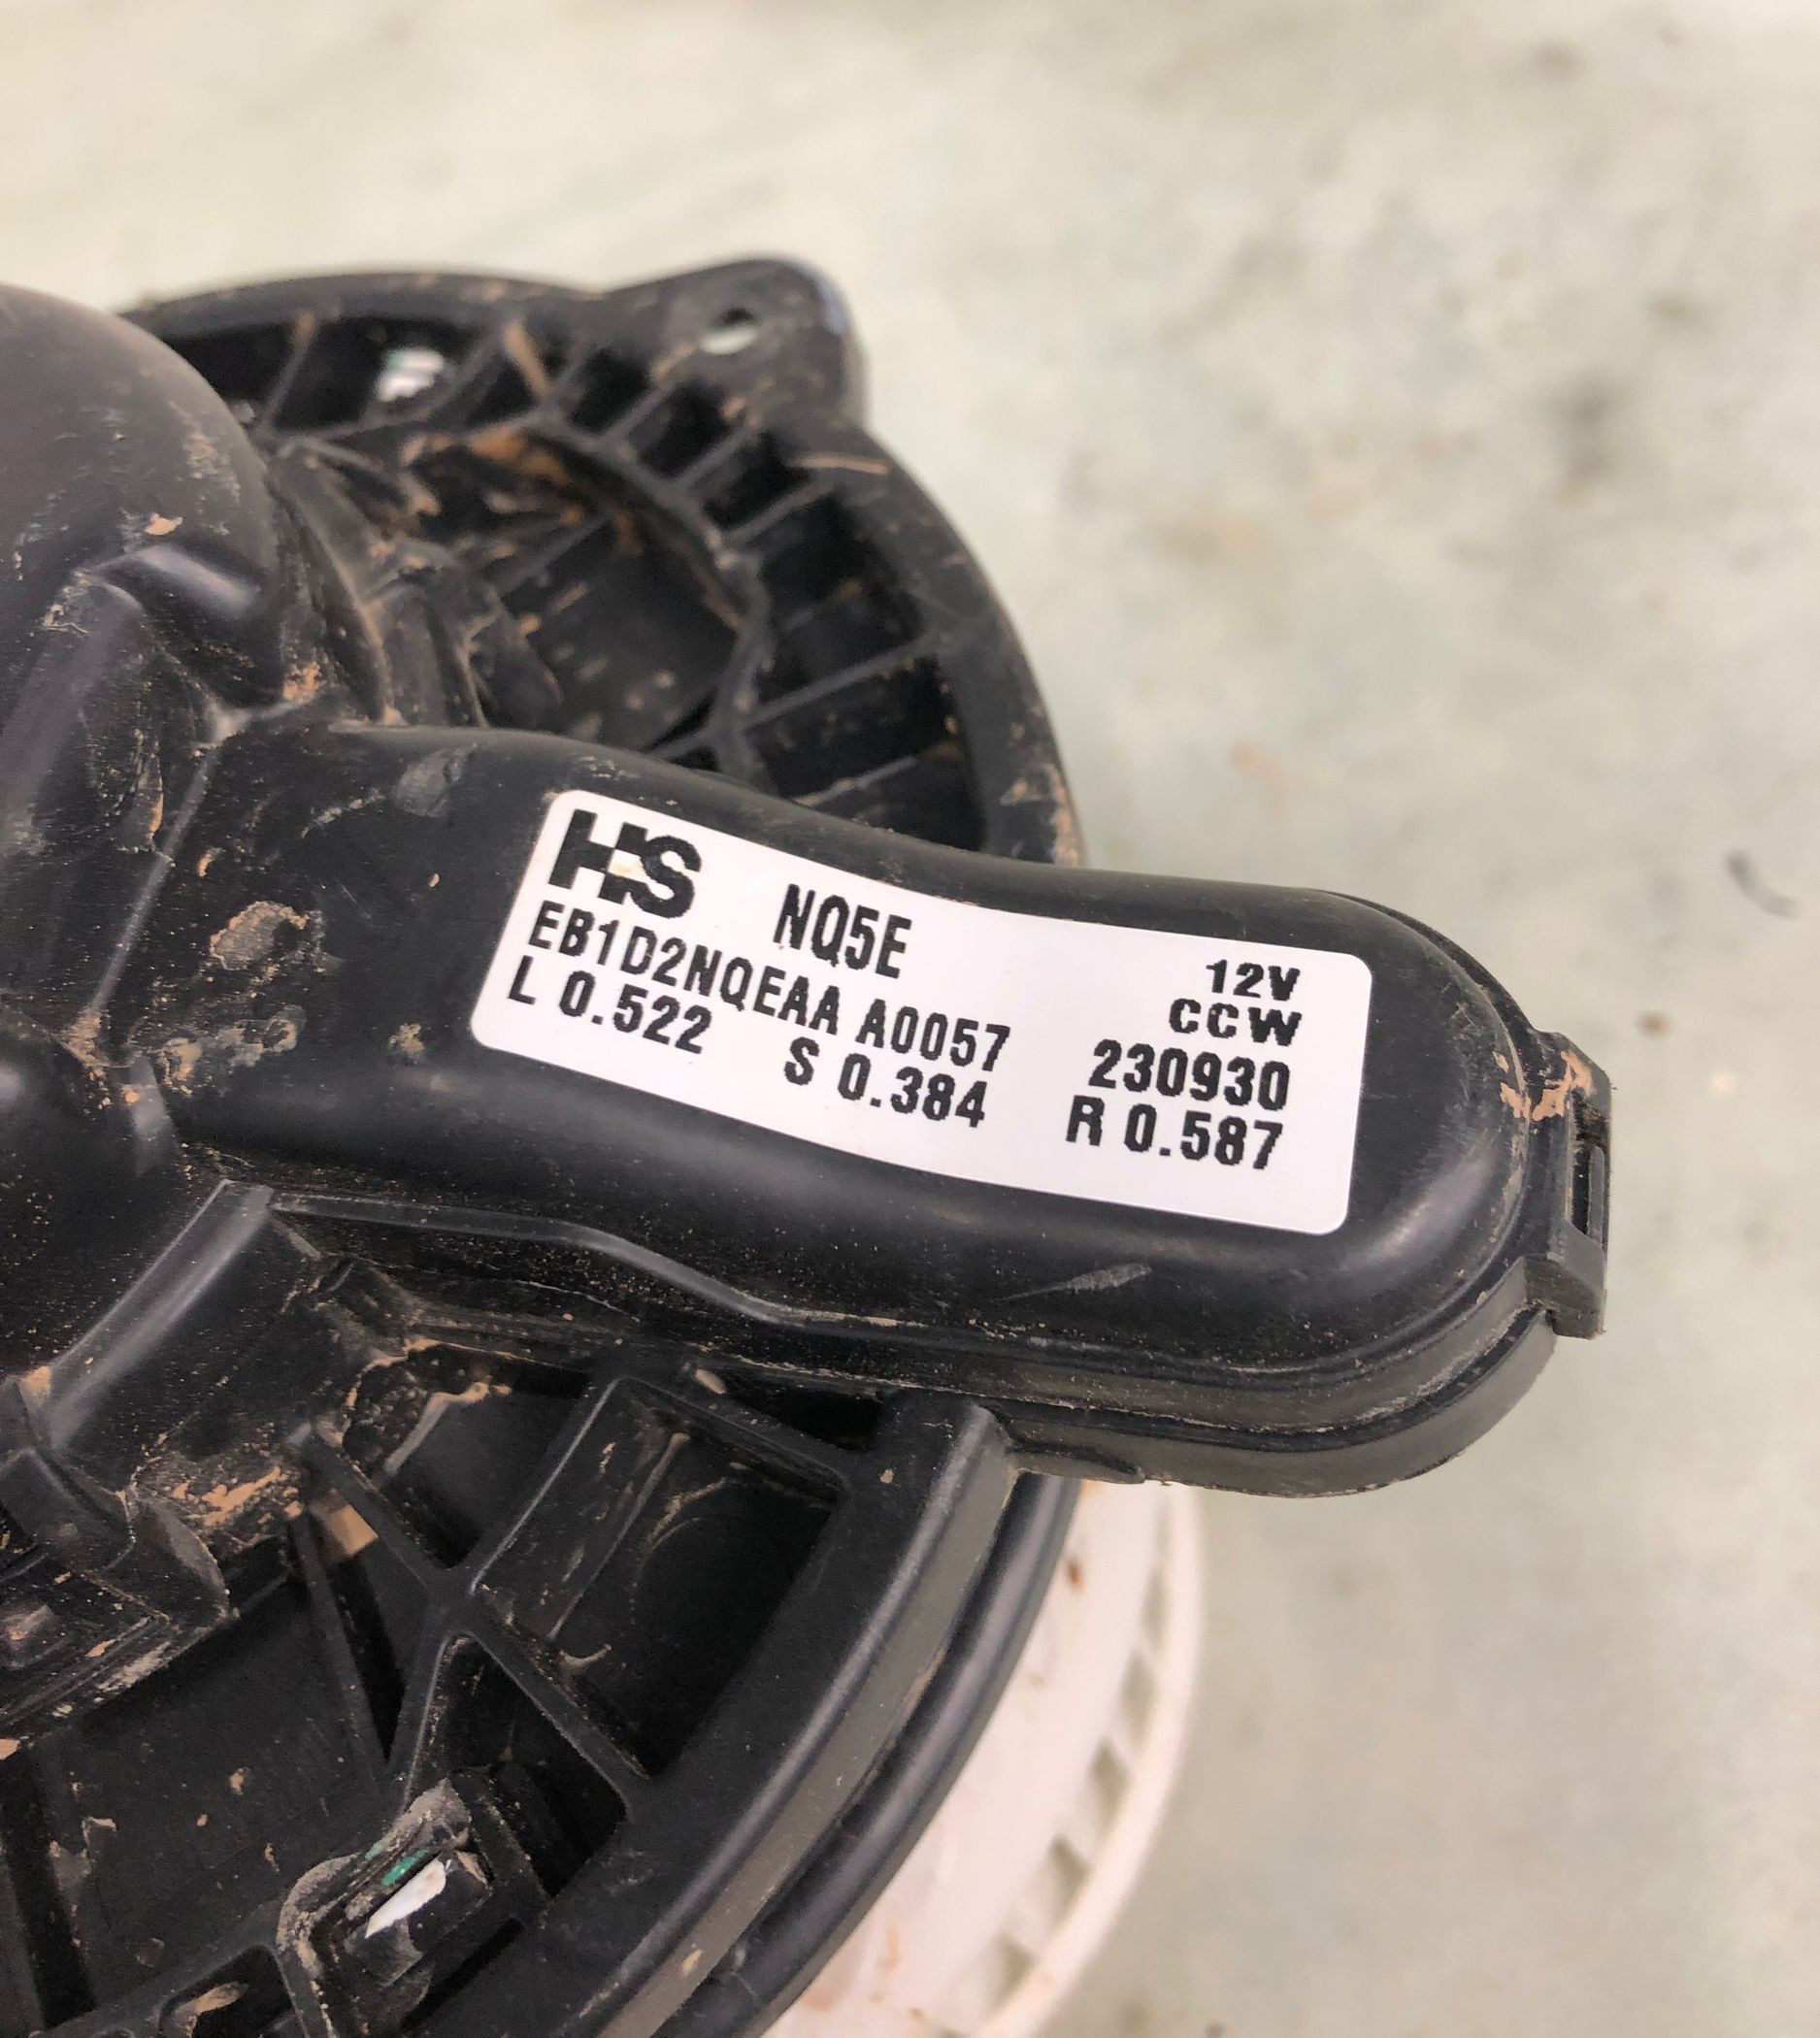 HS NQ5E 12V
CCW
EB1D2NQEAA A0057 230930
L 0.522 S 0.384 R 0.587